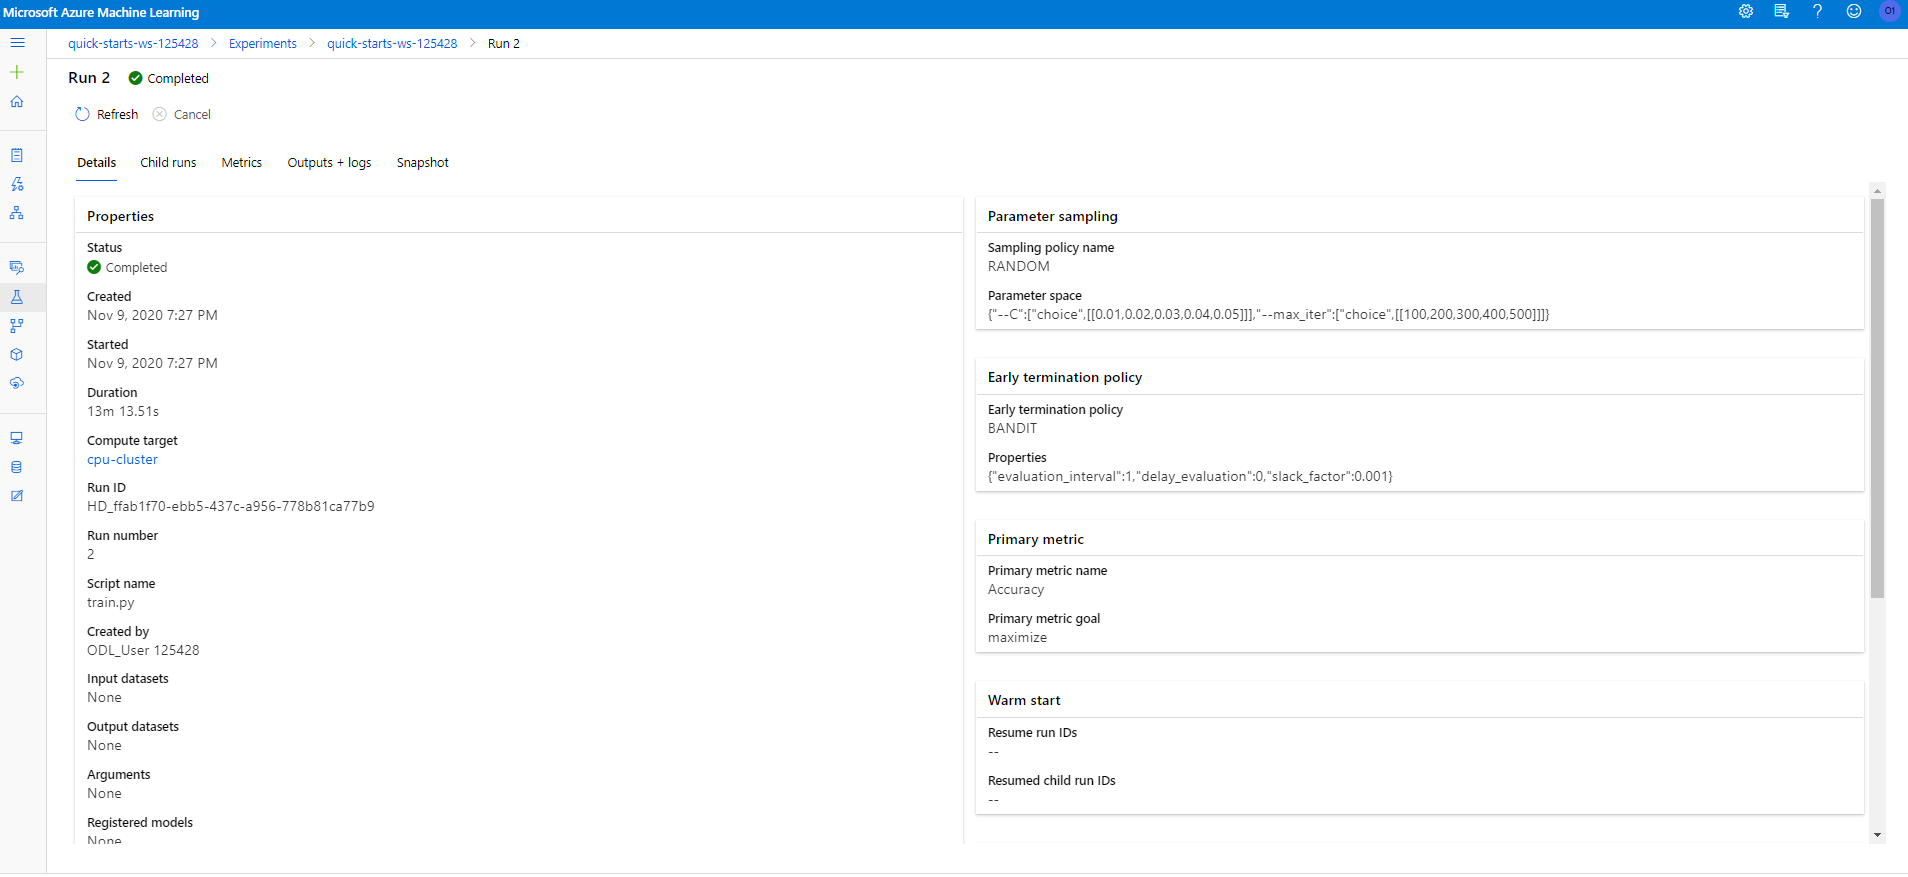 Microsoft Azure Machine Learning
?
O1
quick-starts-ws-125428 > Experiments > quick-starts-ws-125428 > Run 2
Run 2 Completed
Refresh Cancel
Details Child runs Metrics Outputs + logs Snapshot
Properties
Status
Completed
Created
Nov 9, 2020 7:27 PM
Started
Nov 9, 2020 7:27 PM
Duration
13m 13.51s
Compute target
cpu-cluster
Run ID
HD_ffab1f70-ebb5-437c-a956-778b81ca77b9
Run number
2
Script name
train.py
Created by
ODL_User 125428
Input datasets
None
Output datasets
None
Arguments
None
Registered models
None
Parameter sampling
Sampling policy name
RANDOM
Parameter space
{"--C":["choice",[[0.01,0.02,0.03,0.04,0.05]]],"--max_iter":["choice",[[100,200,300,400,500]]]}
Early termination policy
Early termination policy
BANDIT
Properties
{"evaluation_interval":1,"delay_evaluation":0,"slack_factor":0.001}
Primary metric
Primary metric name
Accuracy
Primary metric goal
maximize
Warm start
Resume run IDs
--
Resumed child run IDs
--